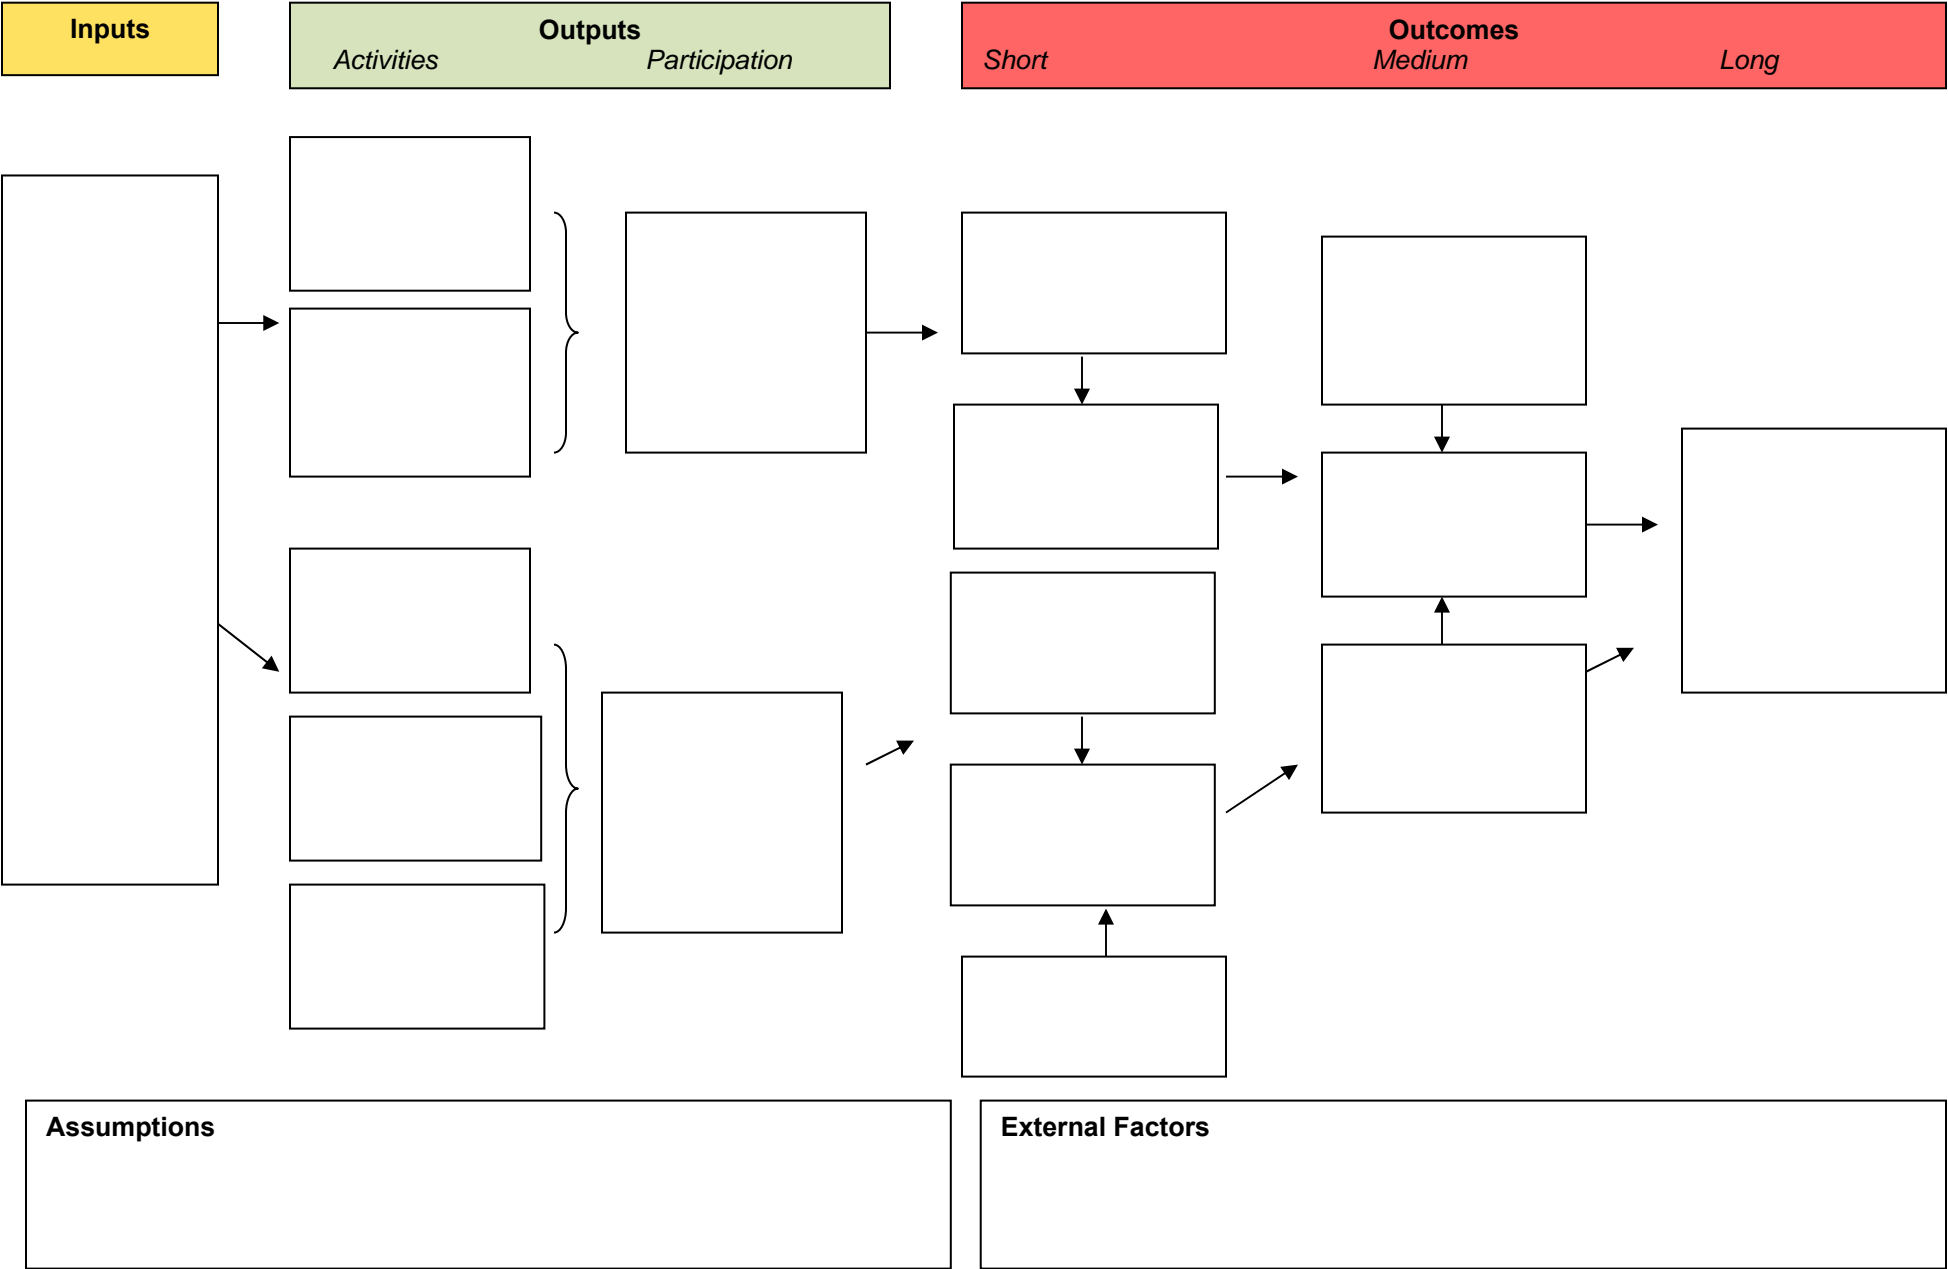 Inputs
Outputs
Activities Participation
Outcomes
Short Medium Long
Assumptions
External Factors